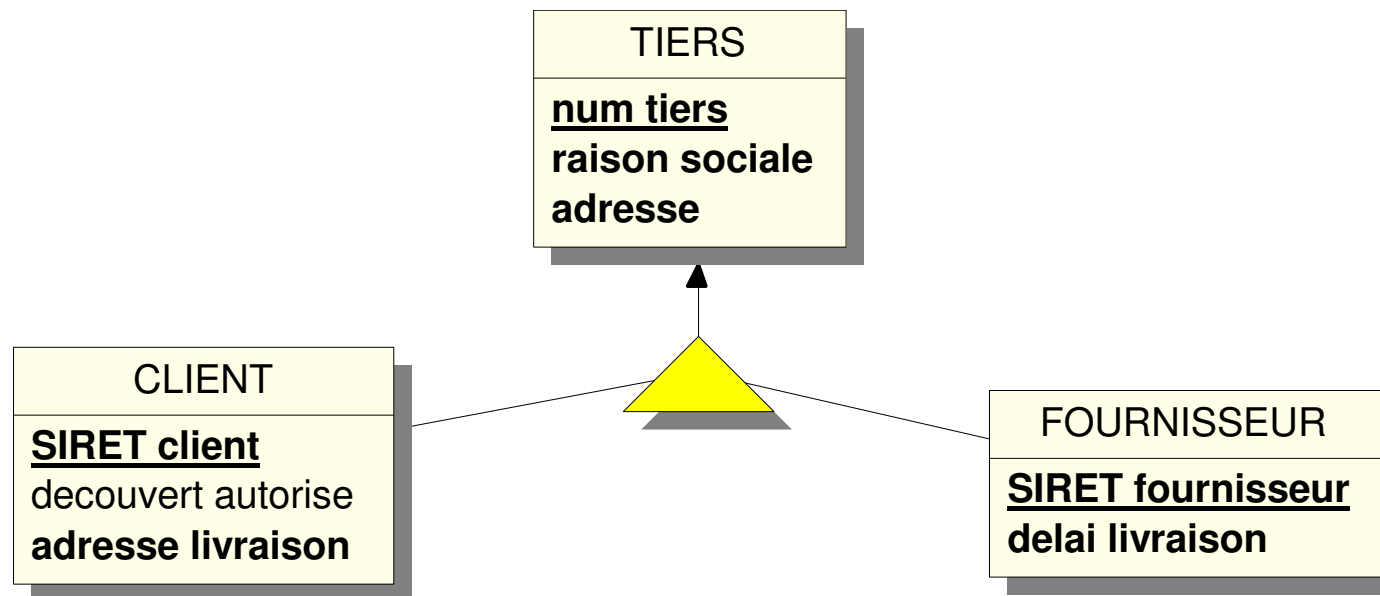 TIERS
num tiers
raison sociale
adresse
CLIENT
SIRET client
decouvert autorise
adresse livraison
FOURNISSEUR
SIRET fournisseur
delai livraison